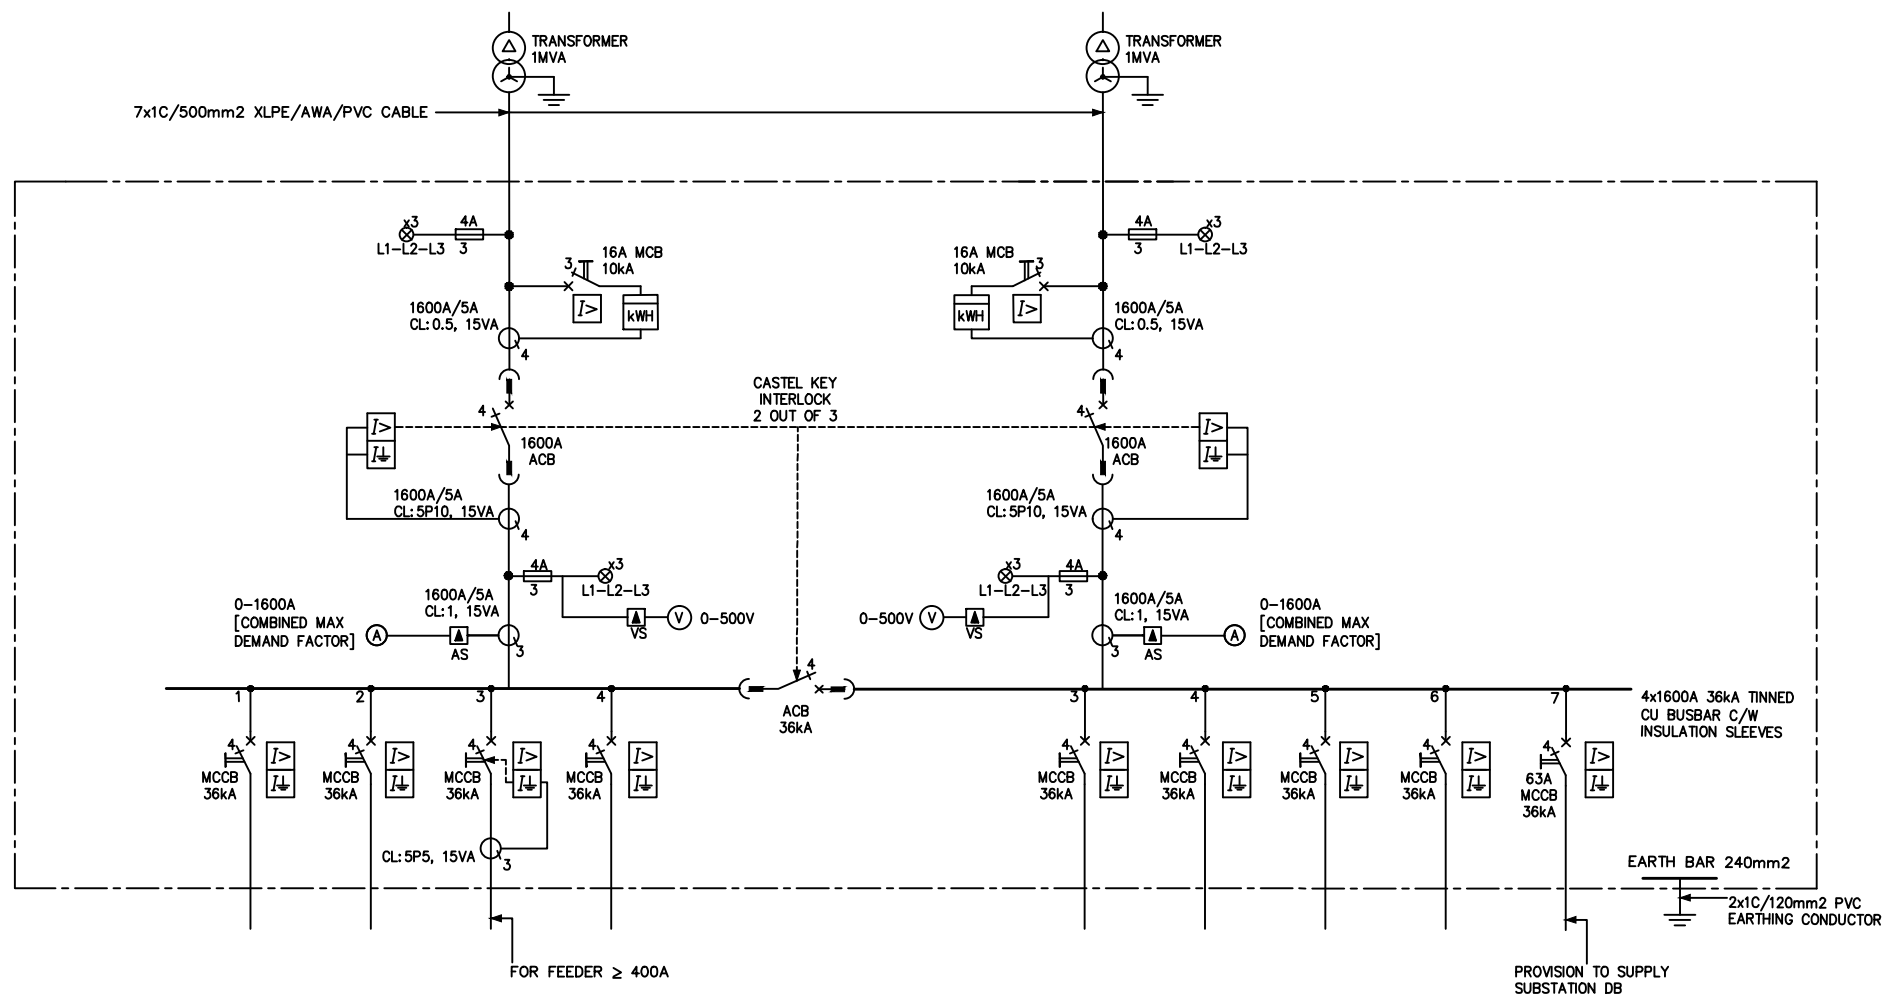 TRANSFORMER
1MVA
TRANSFORMER
1MVA
7x1C/500mm2 XLPE/AWA/PVC CABLE
x3
4A
L1-L2-L3
3
4A
x3
3
L1-L2-L3
3
16A MCB
10kA
I>
kWH
1600A/5A
CL:0.5, 15VA
4
16A MCB
10kA
3
I>
kWH
1600A/5A
CL:0.5, 15VA
4
CASTEL KEY
INTERLOCK
2 OUT OF 3
4
I>
I
1600A
ACB
4
I>
I
1600A
ACB
1600A/5A
CL:5P10, 15VA
4
1600A/5A
CL:5P10, 15VA
4
4A
x3
3
L1-L2-L3
x3
4A
L1-L2-L3
3
0-1600A
[COMBINED MAX
DEMAND FACTOR]
A
AS
1600A/5A
CL:1, 15VA
3
VS
V
0-500V
0-500V
V
VS
1600A/5A
CL:1, 15VA
3
AS
A
0-1600A
[COMBINED MAX
DEMAND FACTOR]
4
ACB
36kA
1
2
3
4
3
4
5
6
7
4x1600A 36kA TINNED
CU BUSBAR C/W
INSULATION SLEEVES
4
MCCB
36kA
I>
I
4
MCCB
36kA
I>
I
4
MCCB
36kA
I>
I
4
MCCB
36kA
I>
I
4
MCCB
36kA
I>
I
4
MCCB
36kA
I>
I
4
MCCB
36kA
I>
I
4
MCCB
36kA
I>
I
4
63A
MCCB
36kA
I>
I
CL:5P5, 15VA
3
EARTH BAR 240mm2
2x1C/120mm2 PVC
EARTHING CONDUCTOR
FOR FEEDER ≥ 400A
PROVISION TO SUPPLY
SUBSTATION DB